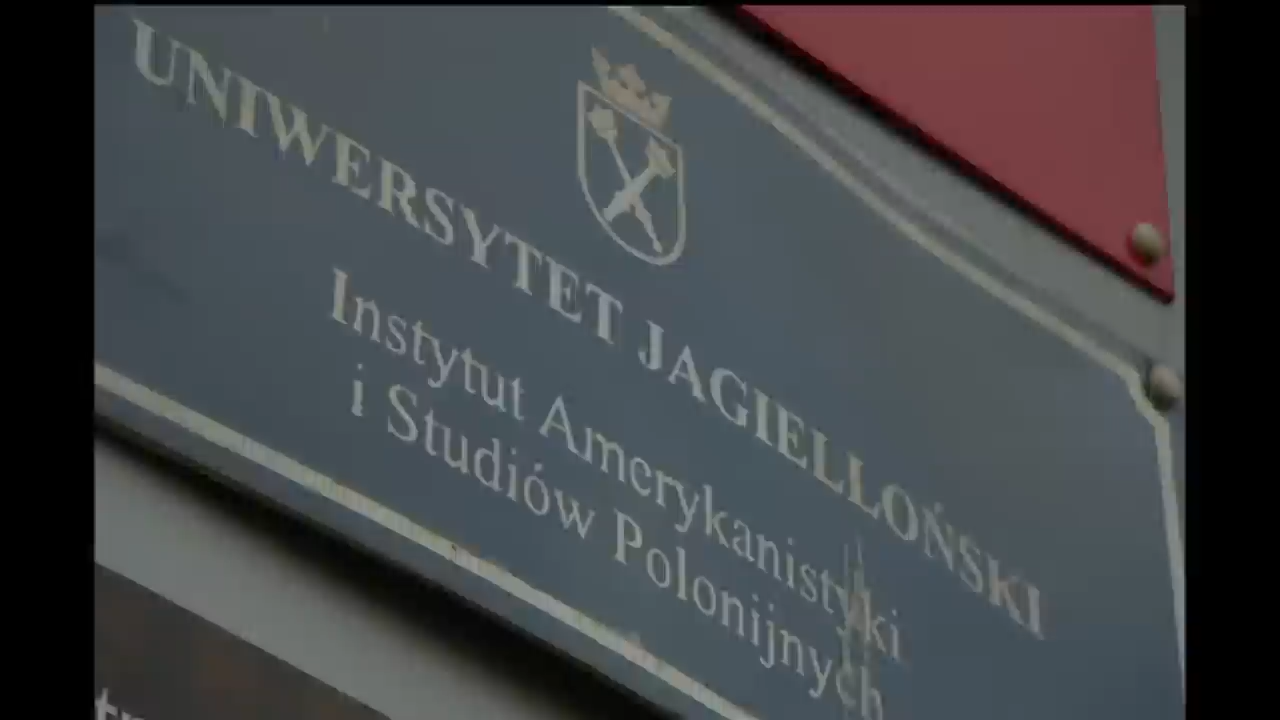 UNIWERSYTET JAGIELLOŃSKI
Instytut Amerykanistyki
i Studiów Polonijnych